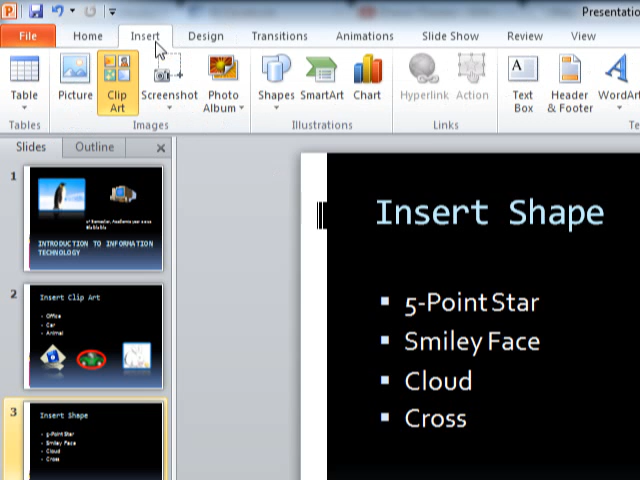 Presentatio
File Home Insert Design Transitions Animations Slide Show Review View
Table Picture Clip Art Screenshot Photo Album Shapes SmartArt Chart Hyperlink Action Text Box Header & Footer WordArt
Tables Images Illustrations Links Te
Slides Outline
1
INTRODUCTION TO INFORMATION
TECHNOLOGY
2
Insert Clip Art
Office
Car
Animal
3
Insert Shape
5-Point Star
Smiley Face
Cloud
Cross
Insert Shape
5-Point Star
Smiley Face
Cloud
Cross